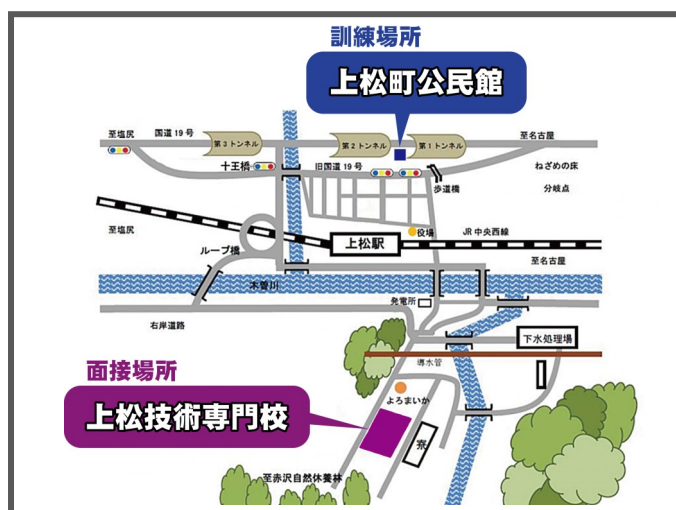 訓練場所
上松町公民館
至塩尻
国道19号
第3トンネル
第2トンネル
第1トンネル
至名古屋
十王橋
旧国道19号
歩道橋
ねざめの床
分岐点
至塩尻
ループ橋
上松駅
役場
JR中央西線
至名古屋
木曽川
発電所
右岸道路
下水処理場
導水管
面接場所
上松技術専門校
よろまいか
寮
至赤沢自然休養林